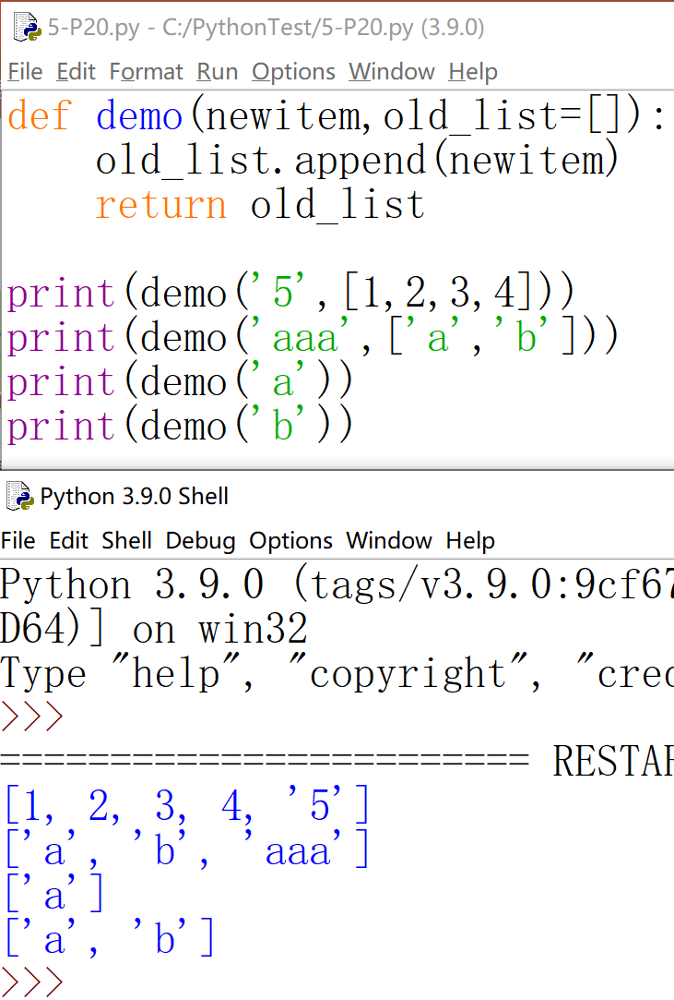 5-P20.py - C:/PythonTest/5-P20.py (3.9.0)
File Edit Format Run Options Window Help
def demo(newitem,old_list=[]):
    old_list.append(newitem)
    return old_list
print(demo('5',[1,2,3,4]))
print(demo('aaa',['a','b']))
print(demo('a'))
print(demo('b'))
Python 3.9.0 Shell
File Edit Shell Debug Options Window Help
Python 3.9.0 (tags/v3.9.0:9cf67
D64)] on win32
Type "help", "copyright", "cred
>>>
======================== RESTAR
[1, 2, 3, 4, '5']
['a', 'b', 'aaa']
['a']
['a', 'b']
>>>